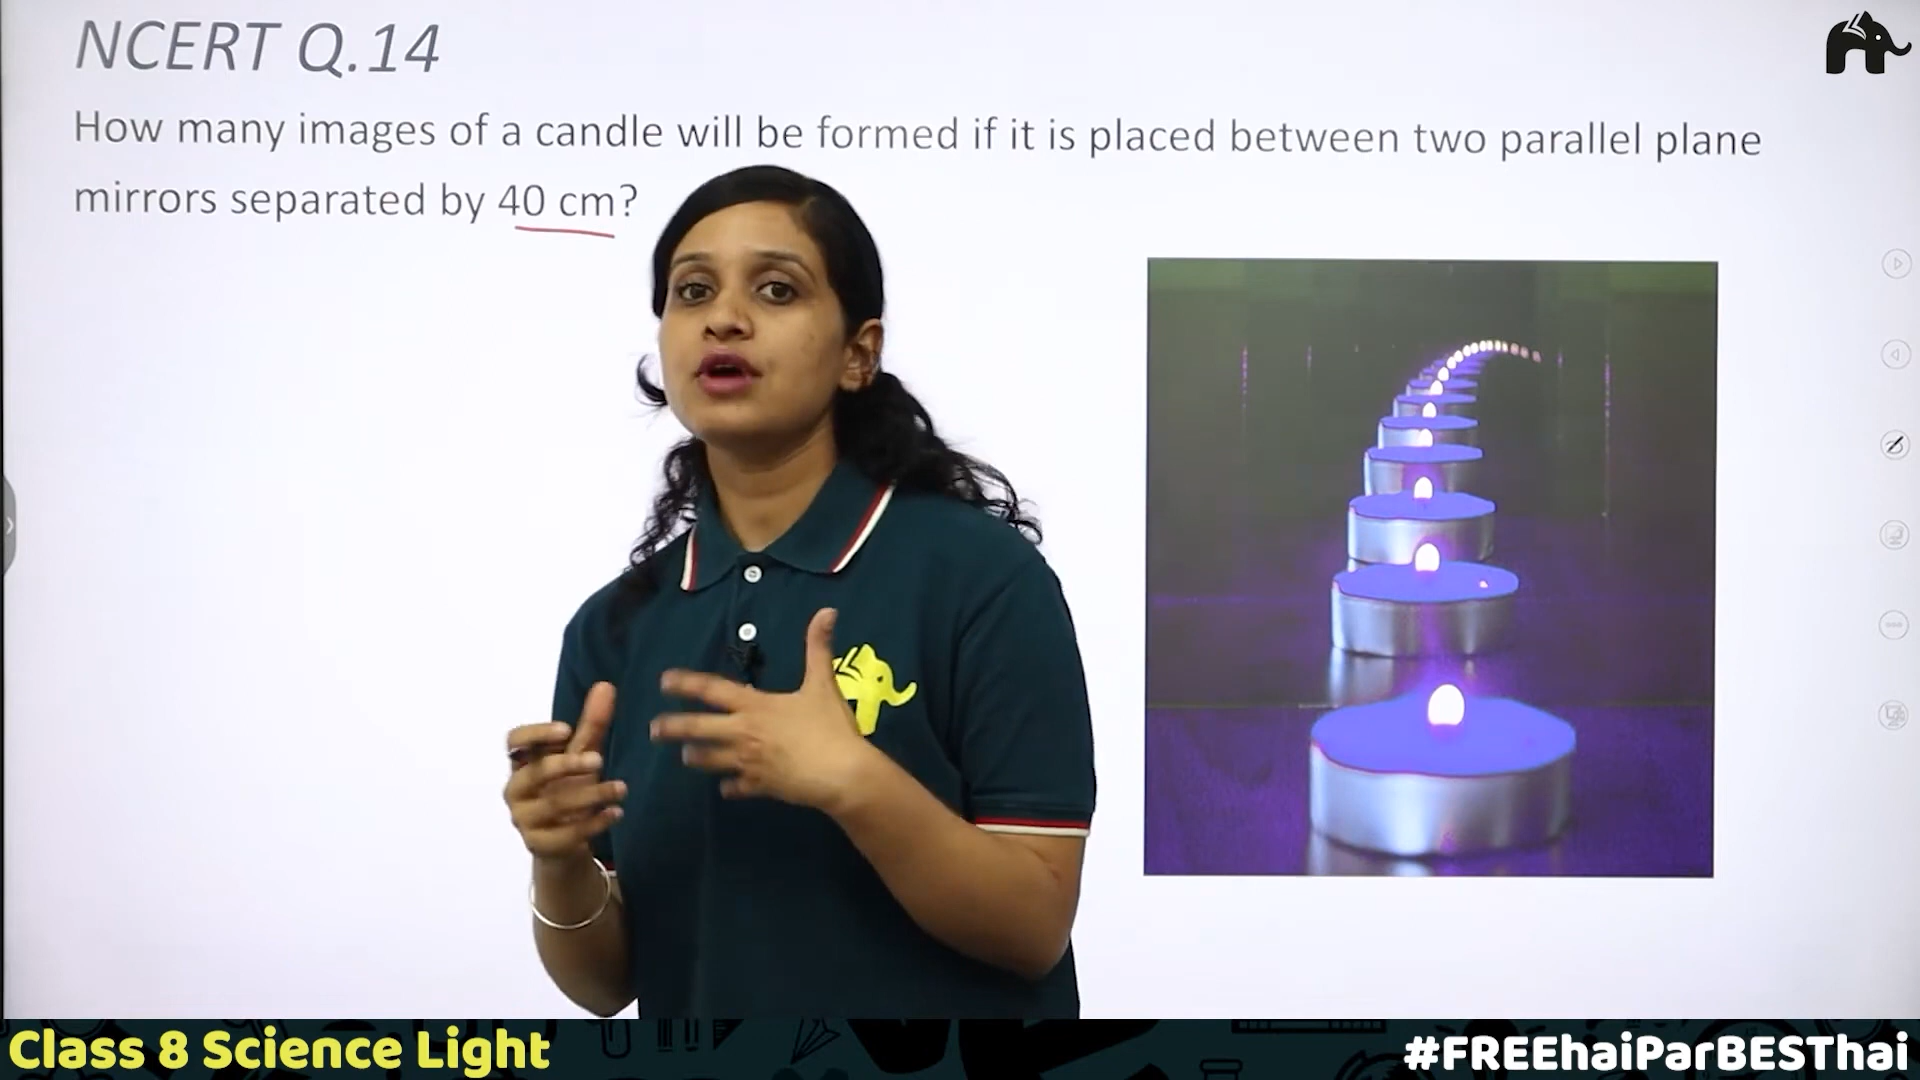 NCERT Q.14
How many images of a candle will be formed if it is placed between two parallel plane
mirrors separated by 40 cm?
Class 8 Science Light
#FREEhaiParBESThai